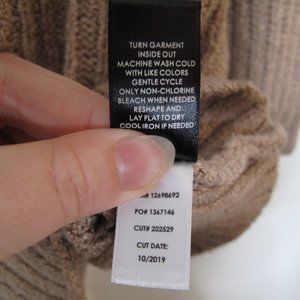 TURN GARMENT
INSIDE OUT
MACHINE WASH COLD
WITH LIKE COLORS
GENTLE CYCLE
ONLY NON-CHLORINE
BLEACH WHEN NEEDED
RESHAPE AND
LAY FLAT TO DRY
COOL IRON IF NEEDED
# 12698692
PO# 1367146
CUT# 202529
CUT DATE:
10/2019